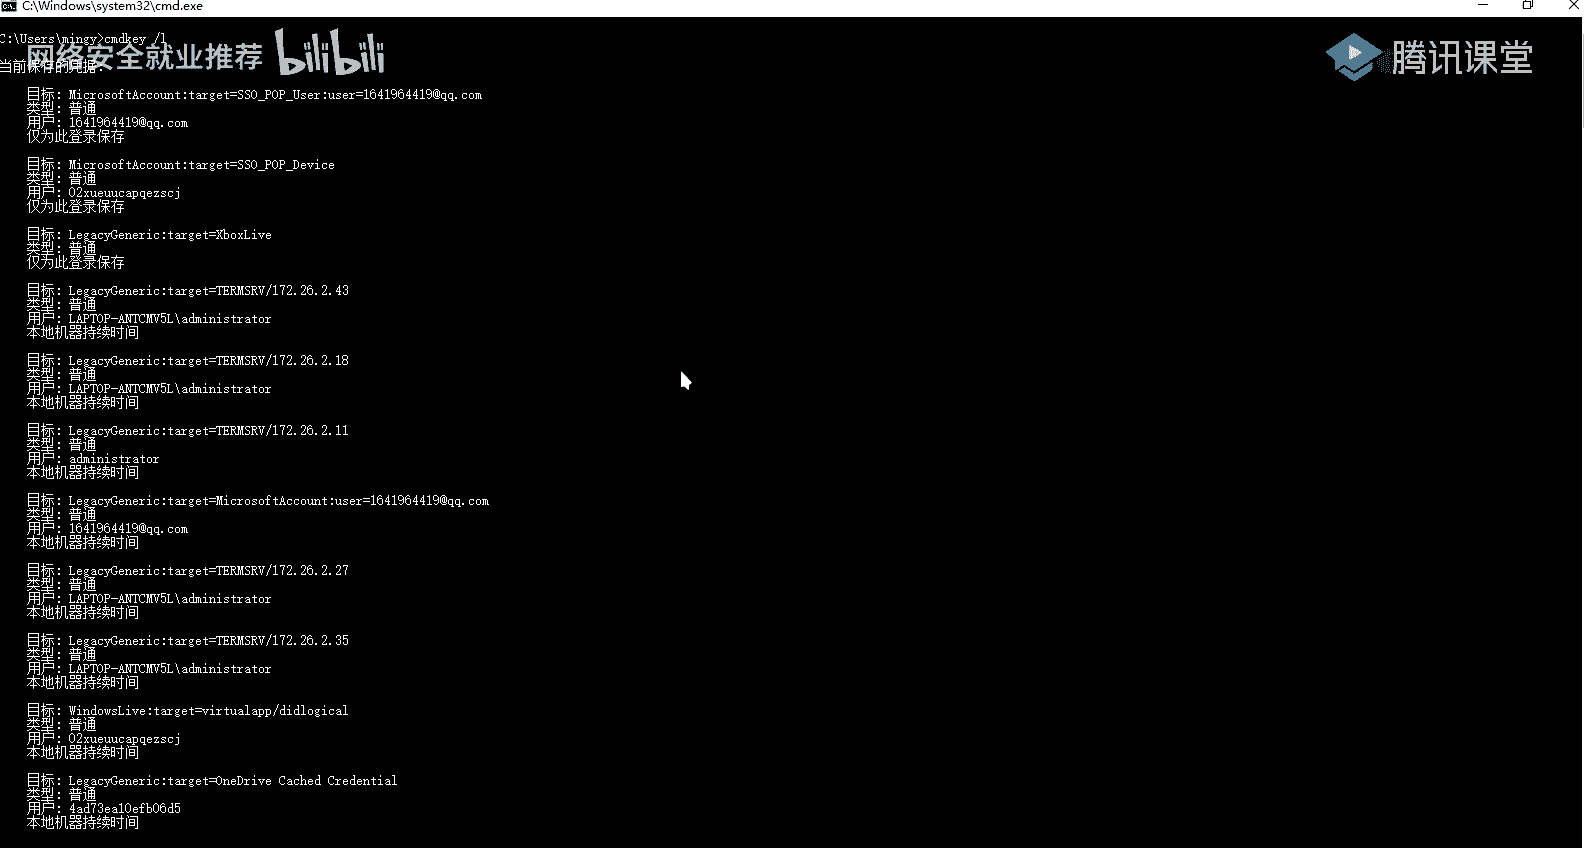 C:\Windows\system32\cmd.exe
C:\Users\mingy>cmdkey /l
网络安全就业推荐 bilibili
腾讯课堂
当前保存的凭据:
目标: MicrosoftAccount:target=SSO_POP_User:user=1641964419@qq.com
类型: 普通
用户: 1641964419@qq.com
仅为此登录保存
目标: MicrosoftAccount:target=SSO_POP_Device
类型: 普通
用户: 02xueuucapqezscj
仅为此登录保存
目标: LegacyGeneric:target=XboxLive
类型: 普通
仅为此登录保存
目标: LegacyGeneric:target=TERMSRV/172.26.2.43
类型: 普通
用户: LAPTOP-ANTCMV5L\administrator
本地机器持续时间
目标: LegacyGeneric:target=TERMSRV/172.26.2.18
类型: 普通
用户: LAPTOP-ANTCMV5L\administrator
本地机器持续时间
目标: LegacyGeneric:target=TERMSRV/172.26.2.11
类型: 普通
用户: administrator
本地机器持续时间
目标: LegacyGeneric:target=MicrosoftAccount:user=1641964419@qq.com
类型: 普通
用户: 1641964419@qq.com
本地机器持续时间
目标: LegacyGeneric:target=TERMSRV/172.26.2.27
类型: 普通
用户: LAPTOP-ANTCMV5L\administrator
本地机器持续时间
目标: LegacyGeneric:target=TERMSRV/172.26.2.35
类型: 普通
用户: LAPTOP-ANTCMV5L\administrator
本地机器持续时间
目标: WindowsLive:target=virtualapp/didlogical
类型: 普通
用户: 02xueuucapqezscj
本地机器持续时间
目标: LegacyGeneric:target=OneDrive Cached Credential
类型: 普通
用户: 4ad73ea10efb06d5
本地机器持续时间